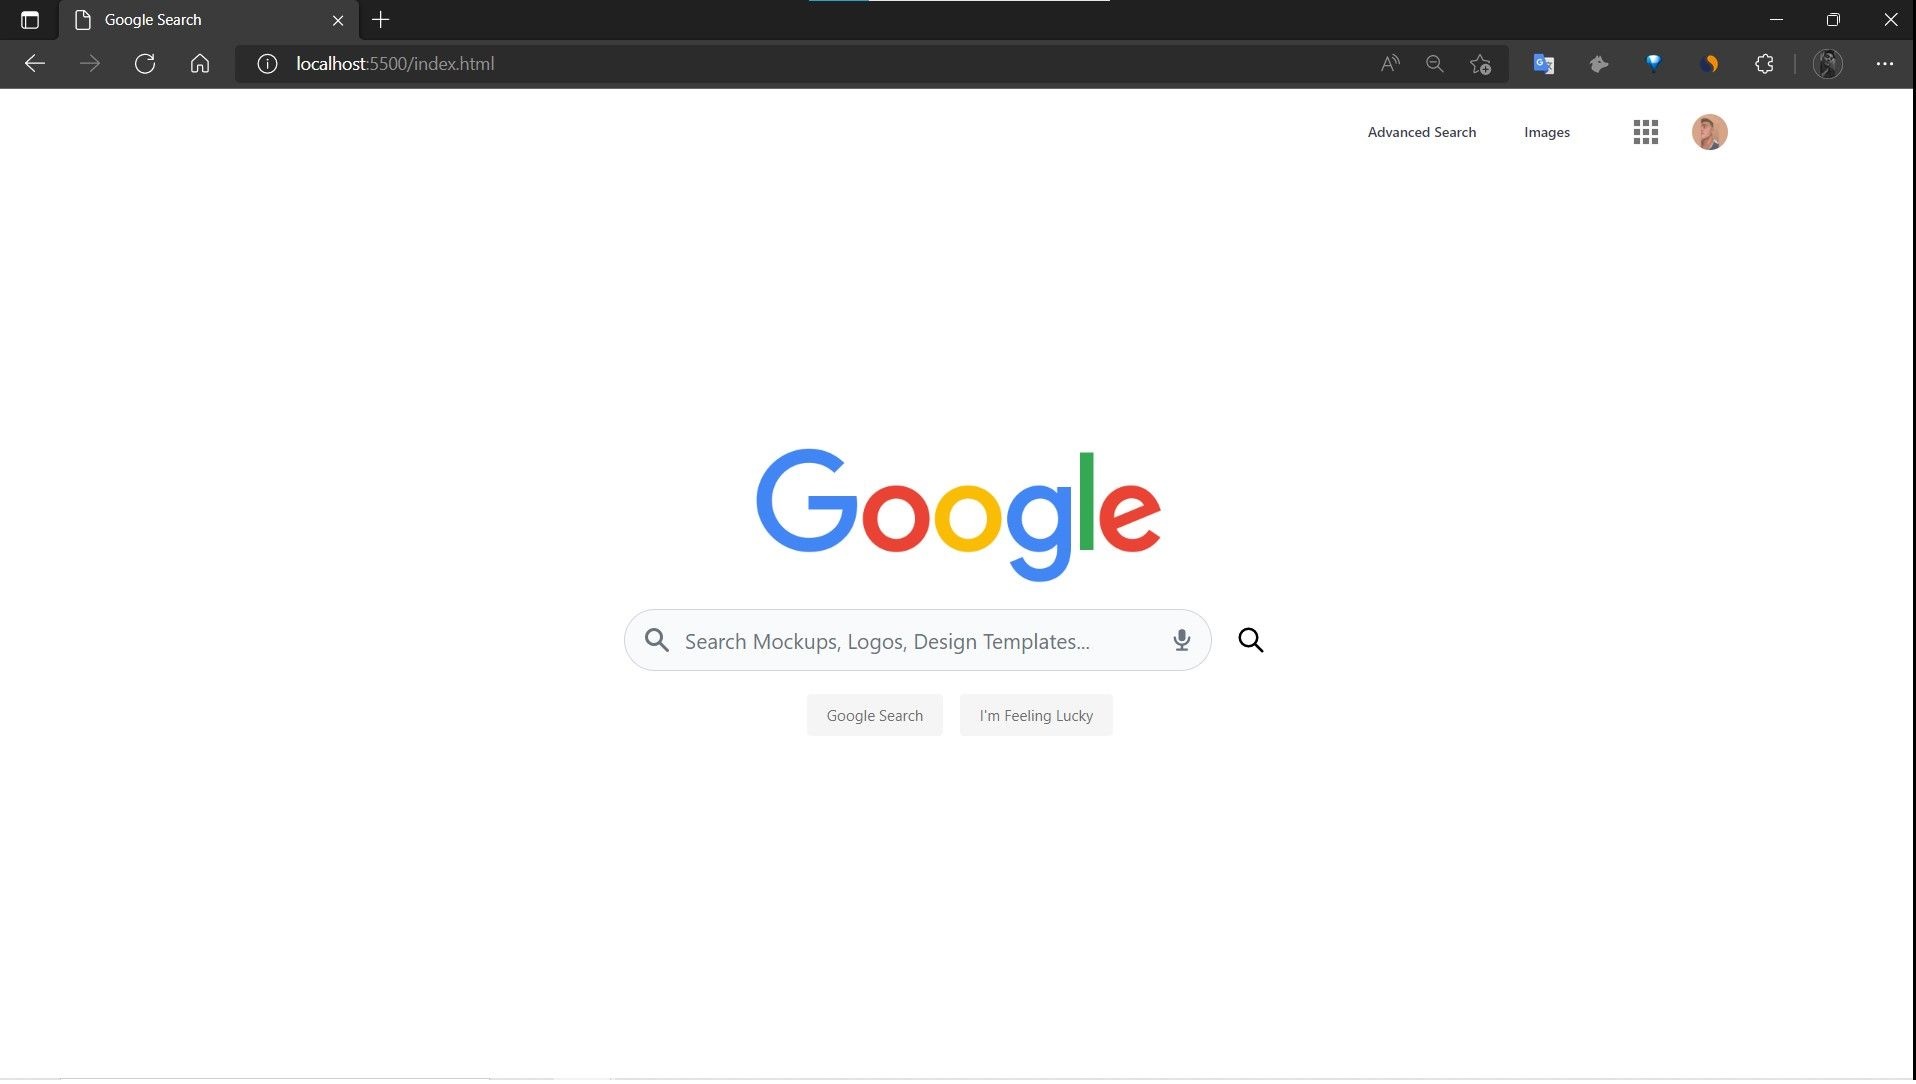 Google Search
localhost:5500/index.html
Advanced Search
Images
Google
Search Mockups, Logos, Design Templates...
Google Search
I'm Feeling Lucky